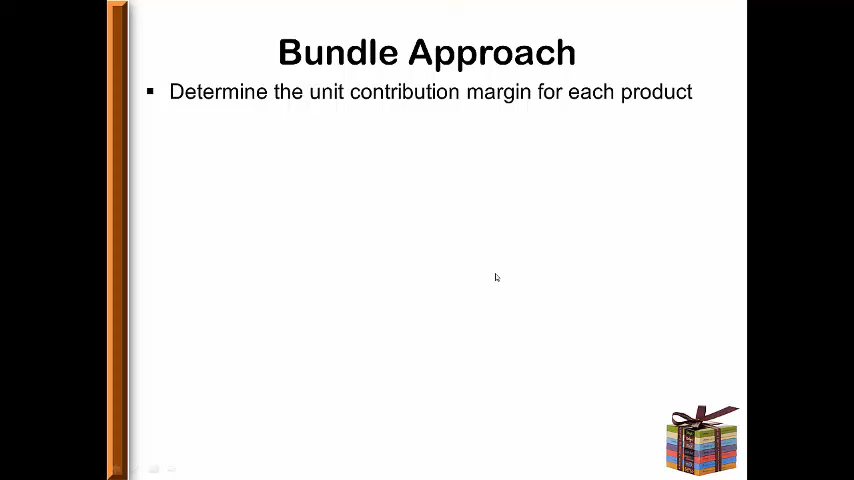 Bundle Approach
▪ Determine the unit contribution margin for each product